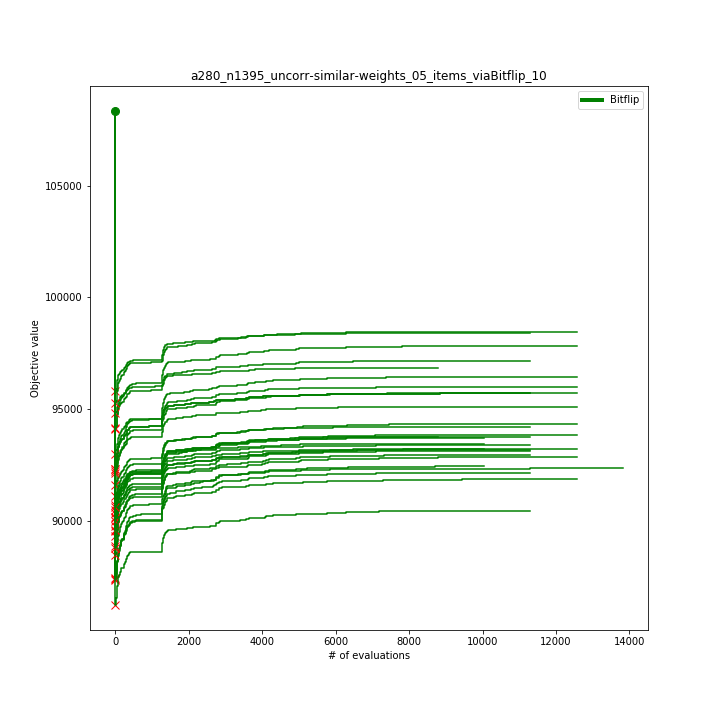 a280_n1395_uncorr-similar-weights_05_items_viaBitflip_10
Bitflip
105000
100000
95000
90000
Objective value
0 2000 4000 6000 8000 10000 12000 14000
# of evaluations